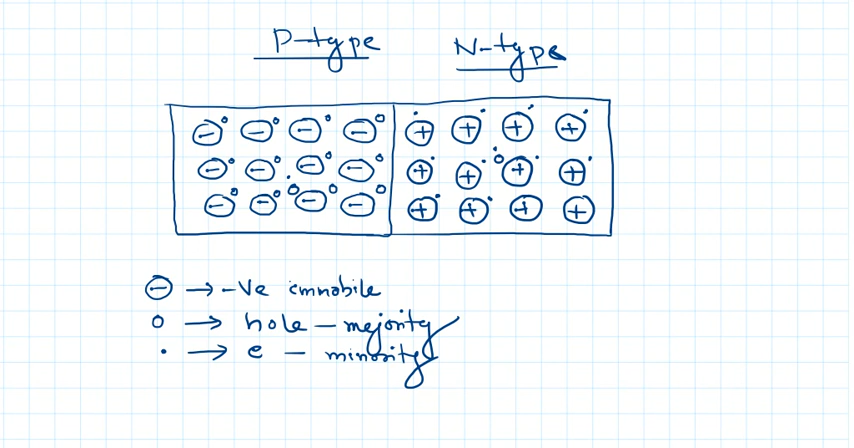 P-type N-type
⊖ → -ve immobile
o → hole - mejority
• → e - minority